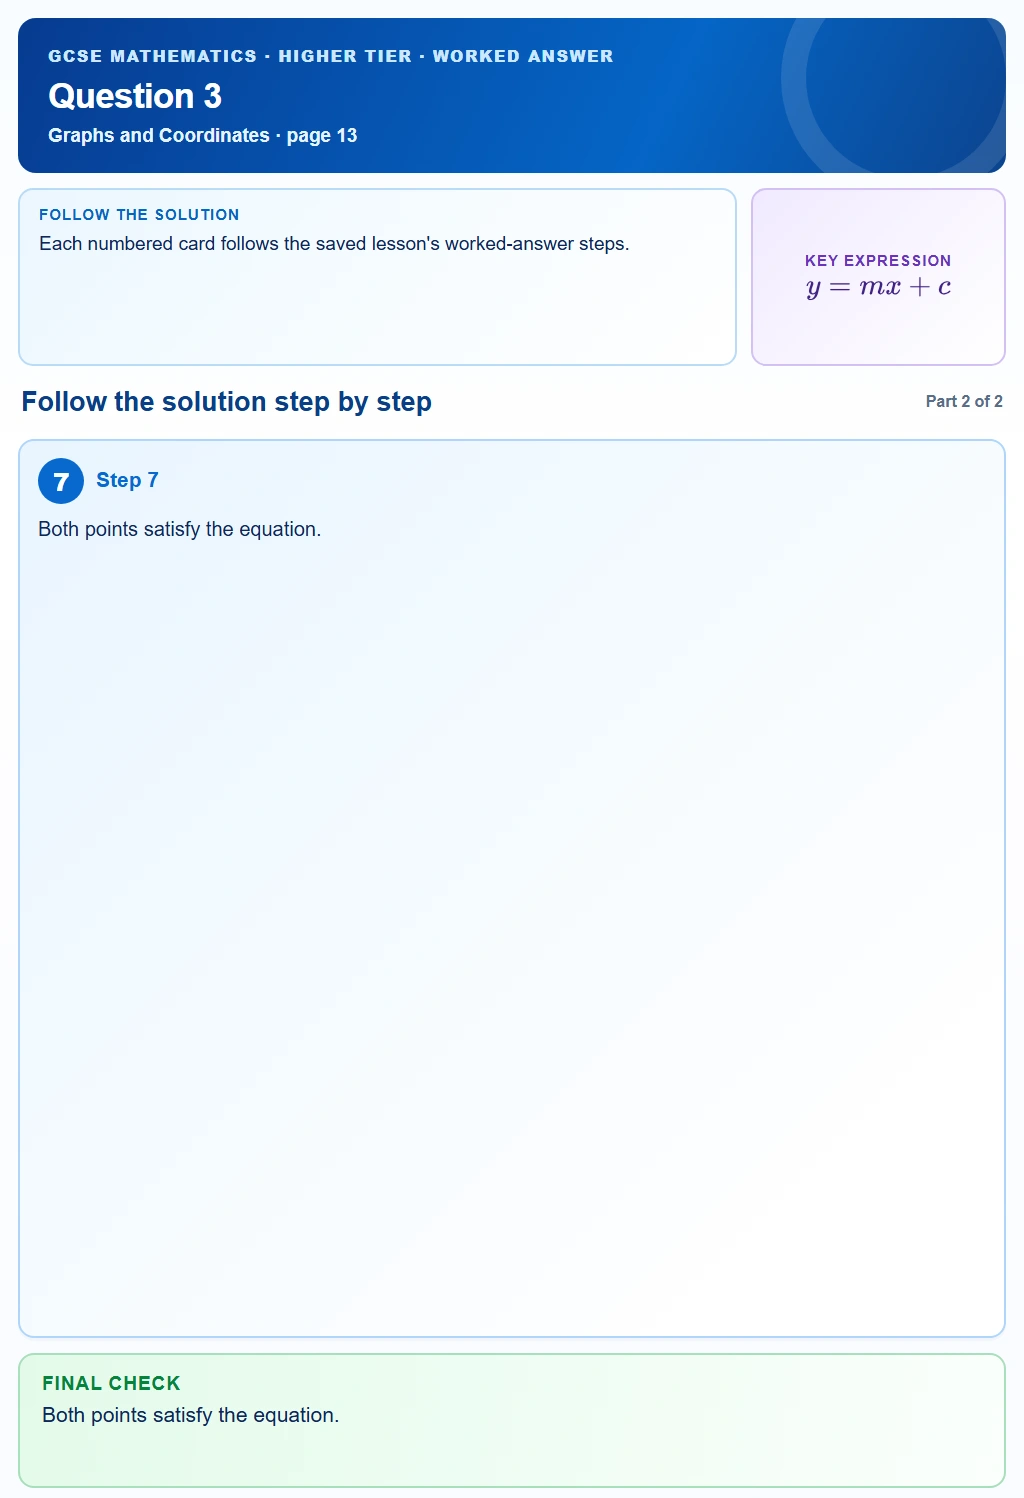 GCSE MATHEMATICS · HIGHER TIER · WORKED ANSWER
Question 3
Graphs and Coordinates · page 13
FOLLOW THE SOLUTION
Each numbered card follows the saved lesson's worked-answer steps.
KEY EXPRESSION
y = mx + c
Follow the solution step by step
Part 2 of 2
7 Step 7
Both points satisfy the equation.
FINAL CHECK
Both points satisfy the equation.